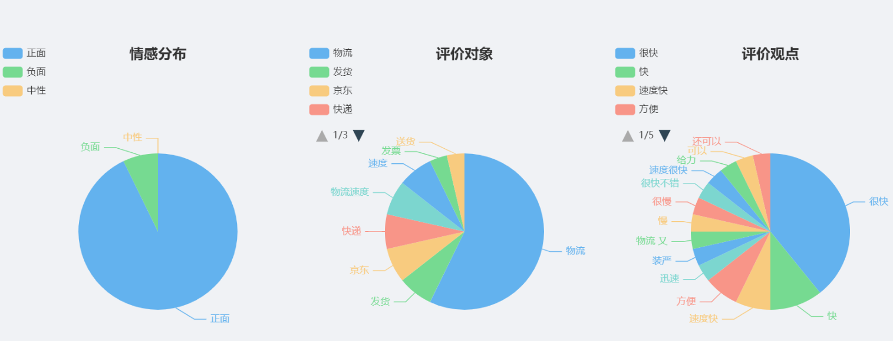 情感分布
正面
负面
中性
中性
负面
正面
评价对象
物流
发货
京东
快递
1/3
送货
发票
速度
物流速度
快递
京东
发货
物流
评价观点
很快
快
速度快
方便
1/5
还可以
可以
给力
速度很快
很快不错
很慢
慢
物流 又
装严
迅速
方便
速度快
快
很快